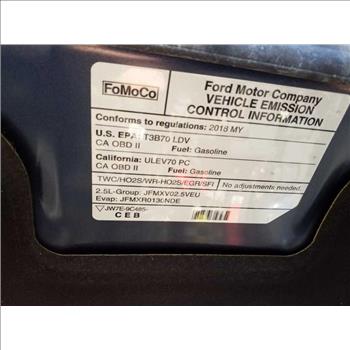 FoMoCo
Ford Motor Company
VEHICLE EMISSION
CONTROL INFORMATION
Conforms to regulations: 2018 MY
U.S. EPA: T3B70 LDV
CA OBD II Fuel: Gasoline
California: ULEV70 PC
CA OBD II Fuel: Gasoline
TWC/HO2S/WR-HO2S/EGR/SFI No adjustments needed.
2.5L-Group: JFMXV02.5VEU
Evap: JFMXR0130NDE
JW7E-9C485-
CEB